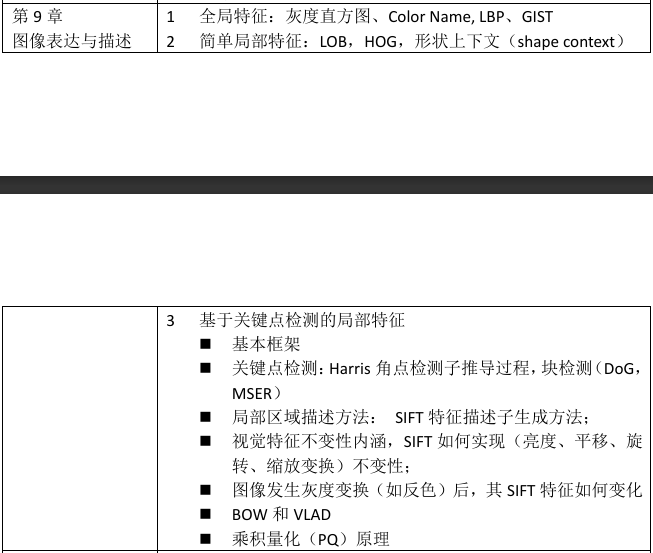 第 9 章
图像表达与描述
1 全局特征：灰度直方图、Color Name, LBP、GIST
2 简单局部特征：LOB，HOG，形状上下文（shape context）
3 基于关键点检测的局部特征
■ 基本框架
■ 关键点检测：Harris 角点检测子推导过程，块检测（DoG，
MSER）
■ 局部区域描述方法： SIFT 特征描述子生成方法；
■ 视觉特征不变性内涵，SIFT 如何实现（亮度、平移、旋
转、缩放变换）不变性；
■ 图像发生灰度变换（如反色）后，其 SIFT 特征如何变化
■ BOW 和 VLAD
■ 乘积量化（PQ）原理